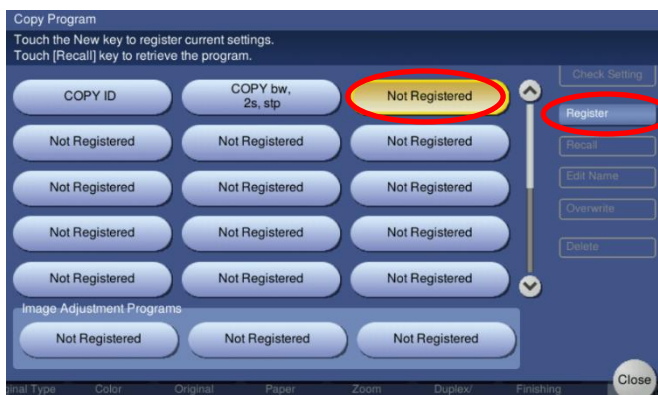 Copy Program
Touch the New key to register current settings.
Touch [Recall] key to retrieve the program.
Check Setting
COPY ID
COPY bw,
2s, stp
Not Registered
Register
Not Registered
Not Registered
Not Registered
Recall
Not Registered
Not Registered
Not Registered
Edit Name
Overwrite
Not Registered
Not Registered
Not Registered
Delete
Not Registered
Not Registered
Not Registered
Image Adjustment Programs
Not Registered
Not Registered
Not Registered
Close
Color
Original
Paper
Zoom
Duplex/
Finishing